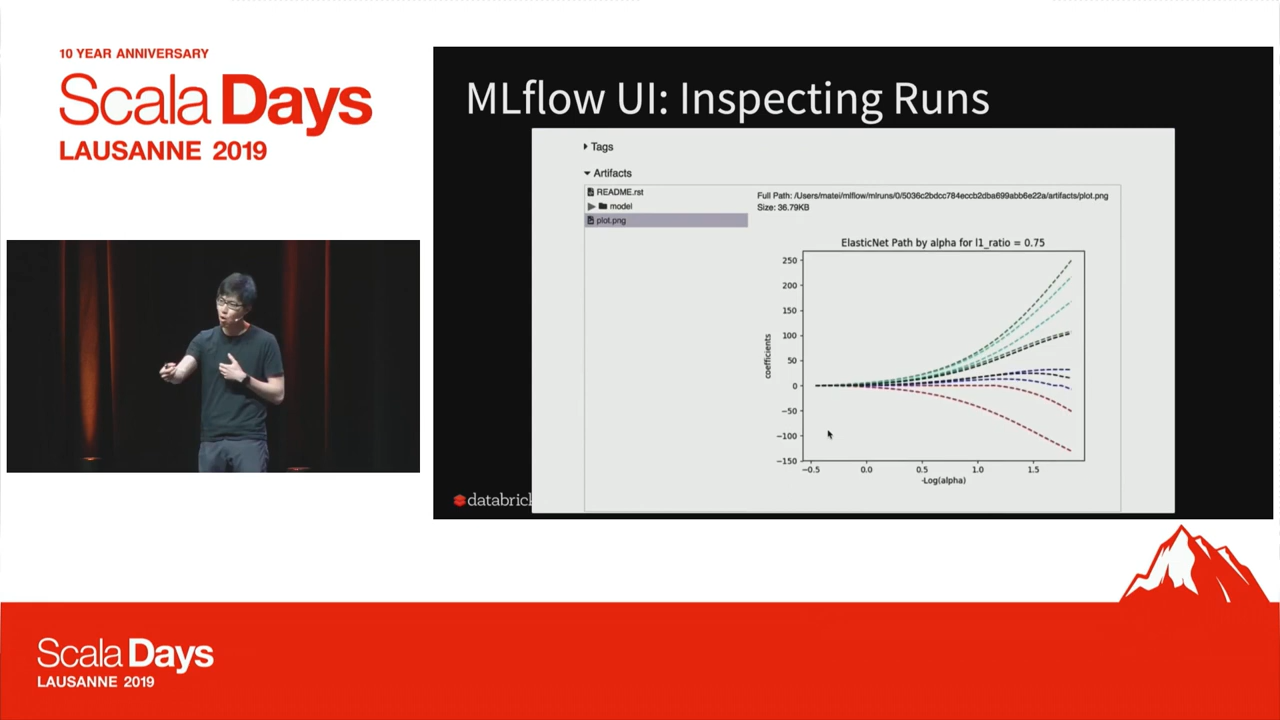 10 YEAR ANNIVERSARY
Scala Days
LAUSANNE 2019
MLflow UI: Inspecting Runs
Tags
Artifacts
README.rst
model
plot.png
Full Path: /Users/matei/mlflow/mlruns/0/5036c2bdcc784eccb2dba699abb6e22a/artifacts/plot.png
Size: 36.79KB
ElasticNet Path by alpha for l1_ratio = 0.75
250
200
150
100
50
0
−50
−100
−150
coefficients
−0.5 0.0 0.5 1.0 1.5
-Log(alpha)
databric
Scala Days
LAUSANNE 2019